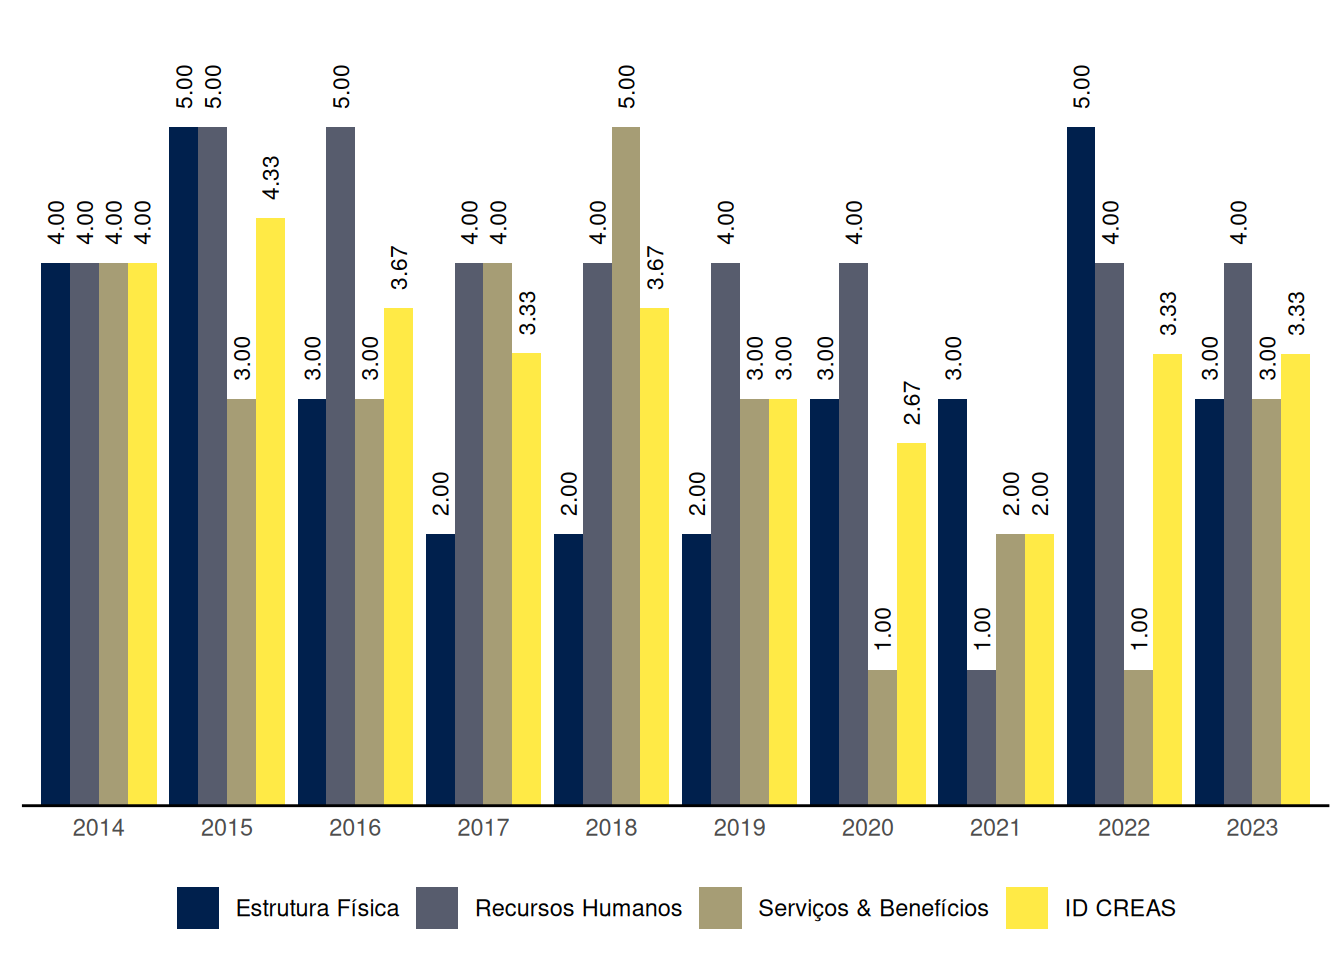 5.00 5.00 5.00 5.00 5.00
4.33
4.00 4.00 4.00 4.00 4.00 4.00 4.00 4.00 4.00 4.00 4.00
3.67 3.67
3.33 3.33 3.33
3.00 3.00 3.00 3.00 3.00 3.00 3.00 3.00 3.00
2.67
2.00 2.00 2.00 2.00 2.00
1.00 1.00 1.00
2014 2015 2016 2017 2018 2019 2020 2021 2022 2023
Estrutura Física Recursos Humanos Serviços & Benefícios ID CREAS